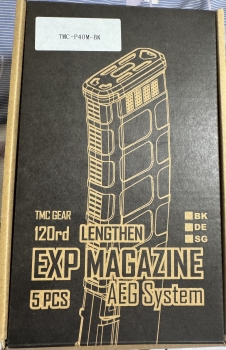 TMC-P40M-BK
TMC GEAR
120rd LENGTHEN
EXP MAGAZINE
5 PCS AEG System
BK
DE
SG